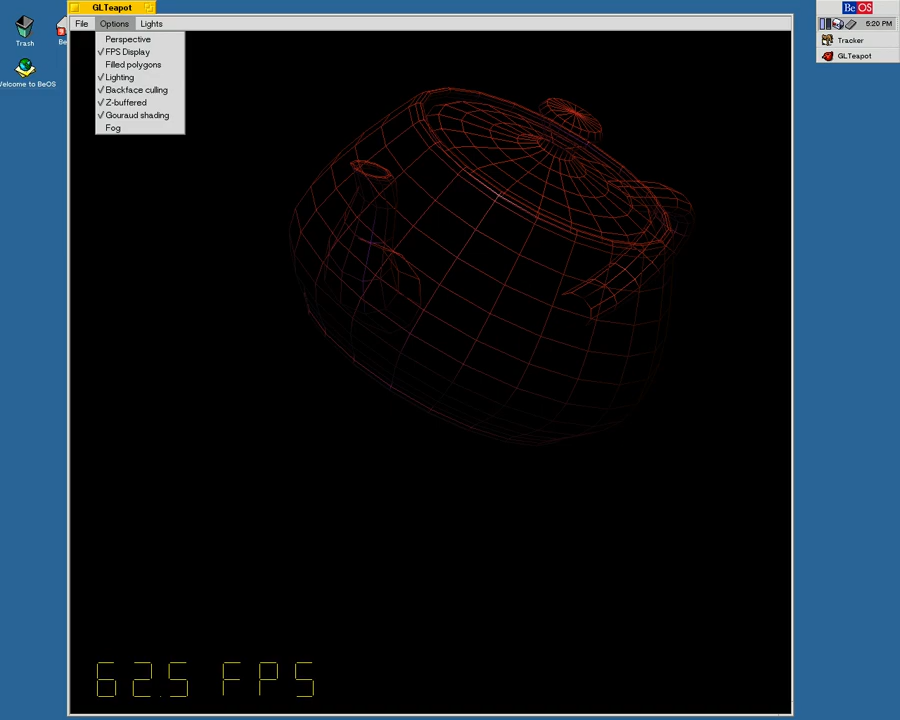 GLTeapot
File Options Lights
Perspective
✓FPS Display
Filled polygons
✓Lighting
✓Backface culling
✓Z-buffered
✓Gouraud shading
Fog
62.5 FPS
Trash
Be
Welcome to BeOS
BeOS
5:20 PM
Tracker
GLTeapot